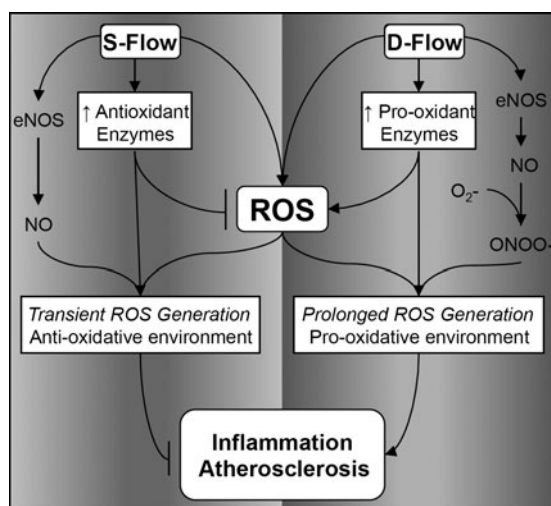 S-Flow
D-Flow
eNOS
↑ Antioxidant
Enzymes
↑ Pro-oxidant
Enzymes
eNOS
NO
O2-
ROS
NO
ONOO-
Transient ROS Generation
Anti-oxidative environment
Prolonged ROS Generation
Pro-oxidative environment
Inflammation
Atherosclerosis